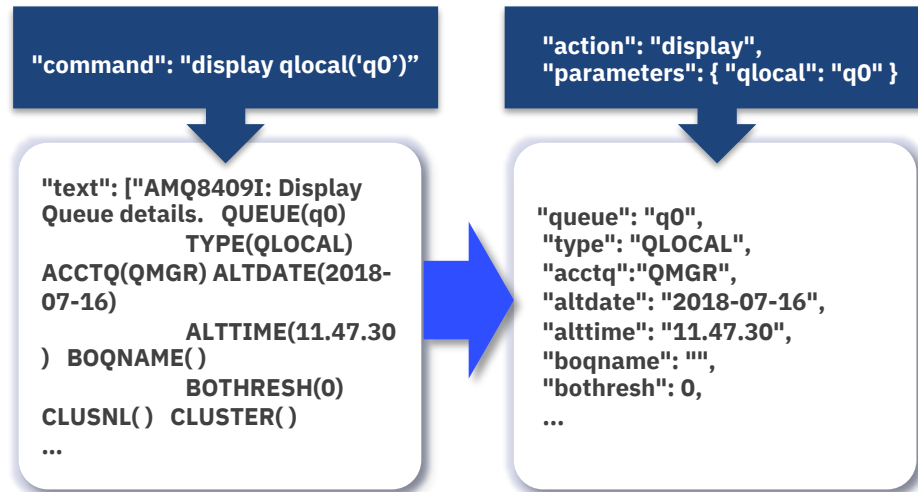 "command": "display qlocal('q0’)”
"text": ["AMQ8409I: Display
Queue details.   QUEUE(q0)
TYPE(QLOCAL)
ACCTQ(QMGR) ALTDATE(2018-
07-16)
ALTTIME(11.47.30
)   BOQNAME( )
BOTHRESH(0)
CLUSNL( )   CLUSTER( )
...
"action": "display",
"parameters": { "qlocal": "q0" }
"queue": "q0",
"type": "QLOCAL",
"acctq":"QMGR",
"altdate": "2018-07-16",
"alttime": "11.47.30",
"boqname": "",
"bothresh": 0,
...